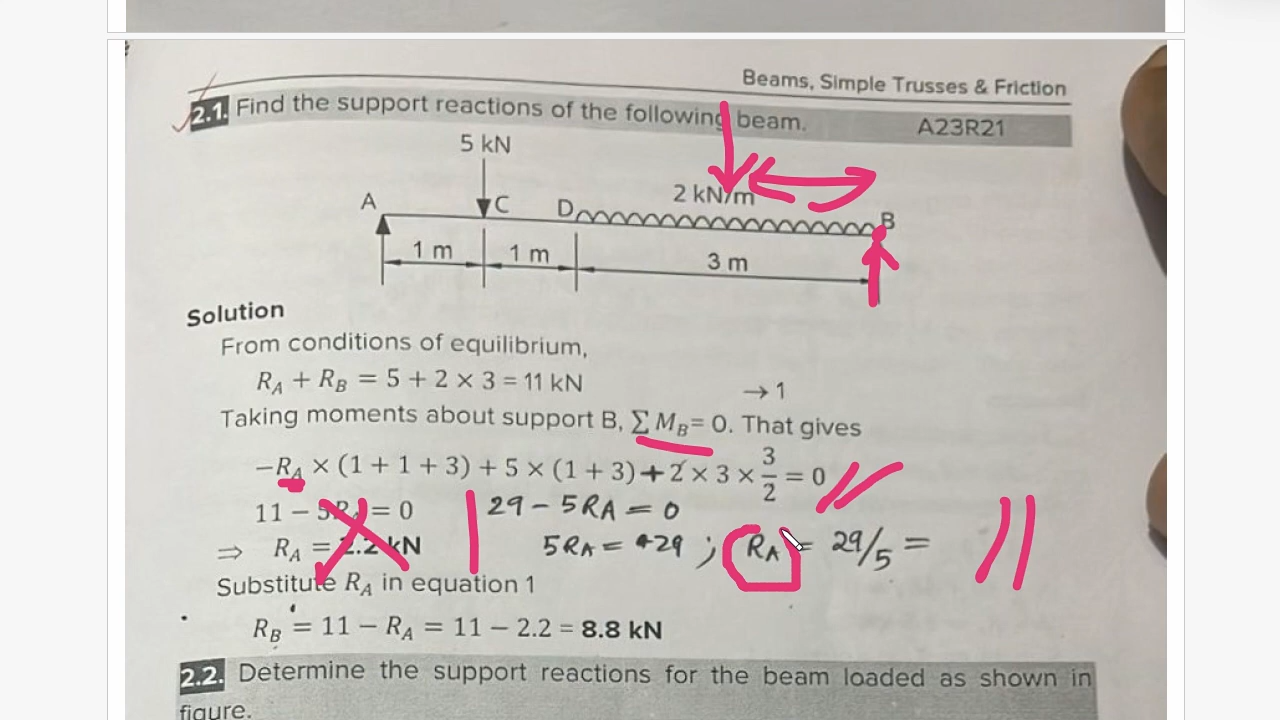 Beams, Simple Trusses & Friction
2.1. Find the support reactions of the following beam. A23R21
5 kN
2 kN/m
A C D B
1 m 1 m 3 m
Solution
From conditions of equilibrium,
R_A + R_B = 5 + 2 × 3 = 11 kN → 1
Taking moments about support B, ∑ M_B = 0. That gives
−R_A × (1 + 1 + 3) + 5 × (1 + 3) + 2 × 3 × 3/2 = 0
11 − 5R_A = 0 29 − 5RA = 0
⇒ R_A = 2.2 kN 5RA = +29 ; RA = 29/5 =
Substitute R_A in equation 1
R_B = 11 − R_A = 11 − 2.2 = 8.8 kN
2.2. Determine the support reactions for the beam loaded as shown in
figure.